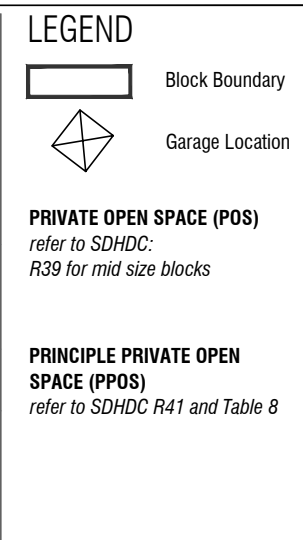 LEGEND
Block Boundary
Garage Location
PRIVATE OPEN SPACE (POS)
refer to SDHDC:
R39 for mid size blocks
PRINCIPLE PRIVATE OPEN
SPACE (PPOS)
refer to SDHDC R41 and Table 8